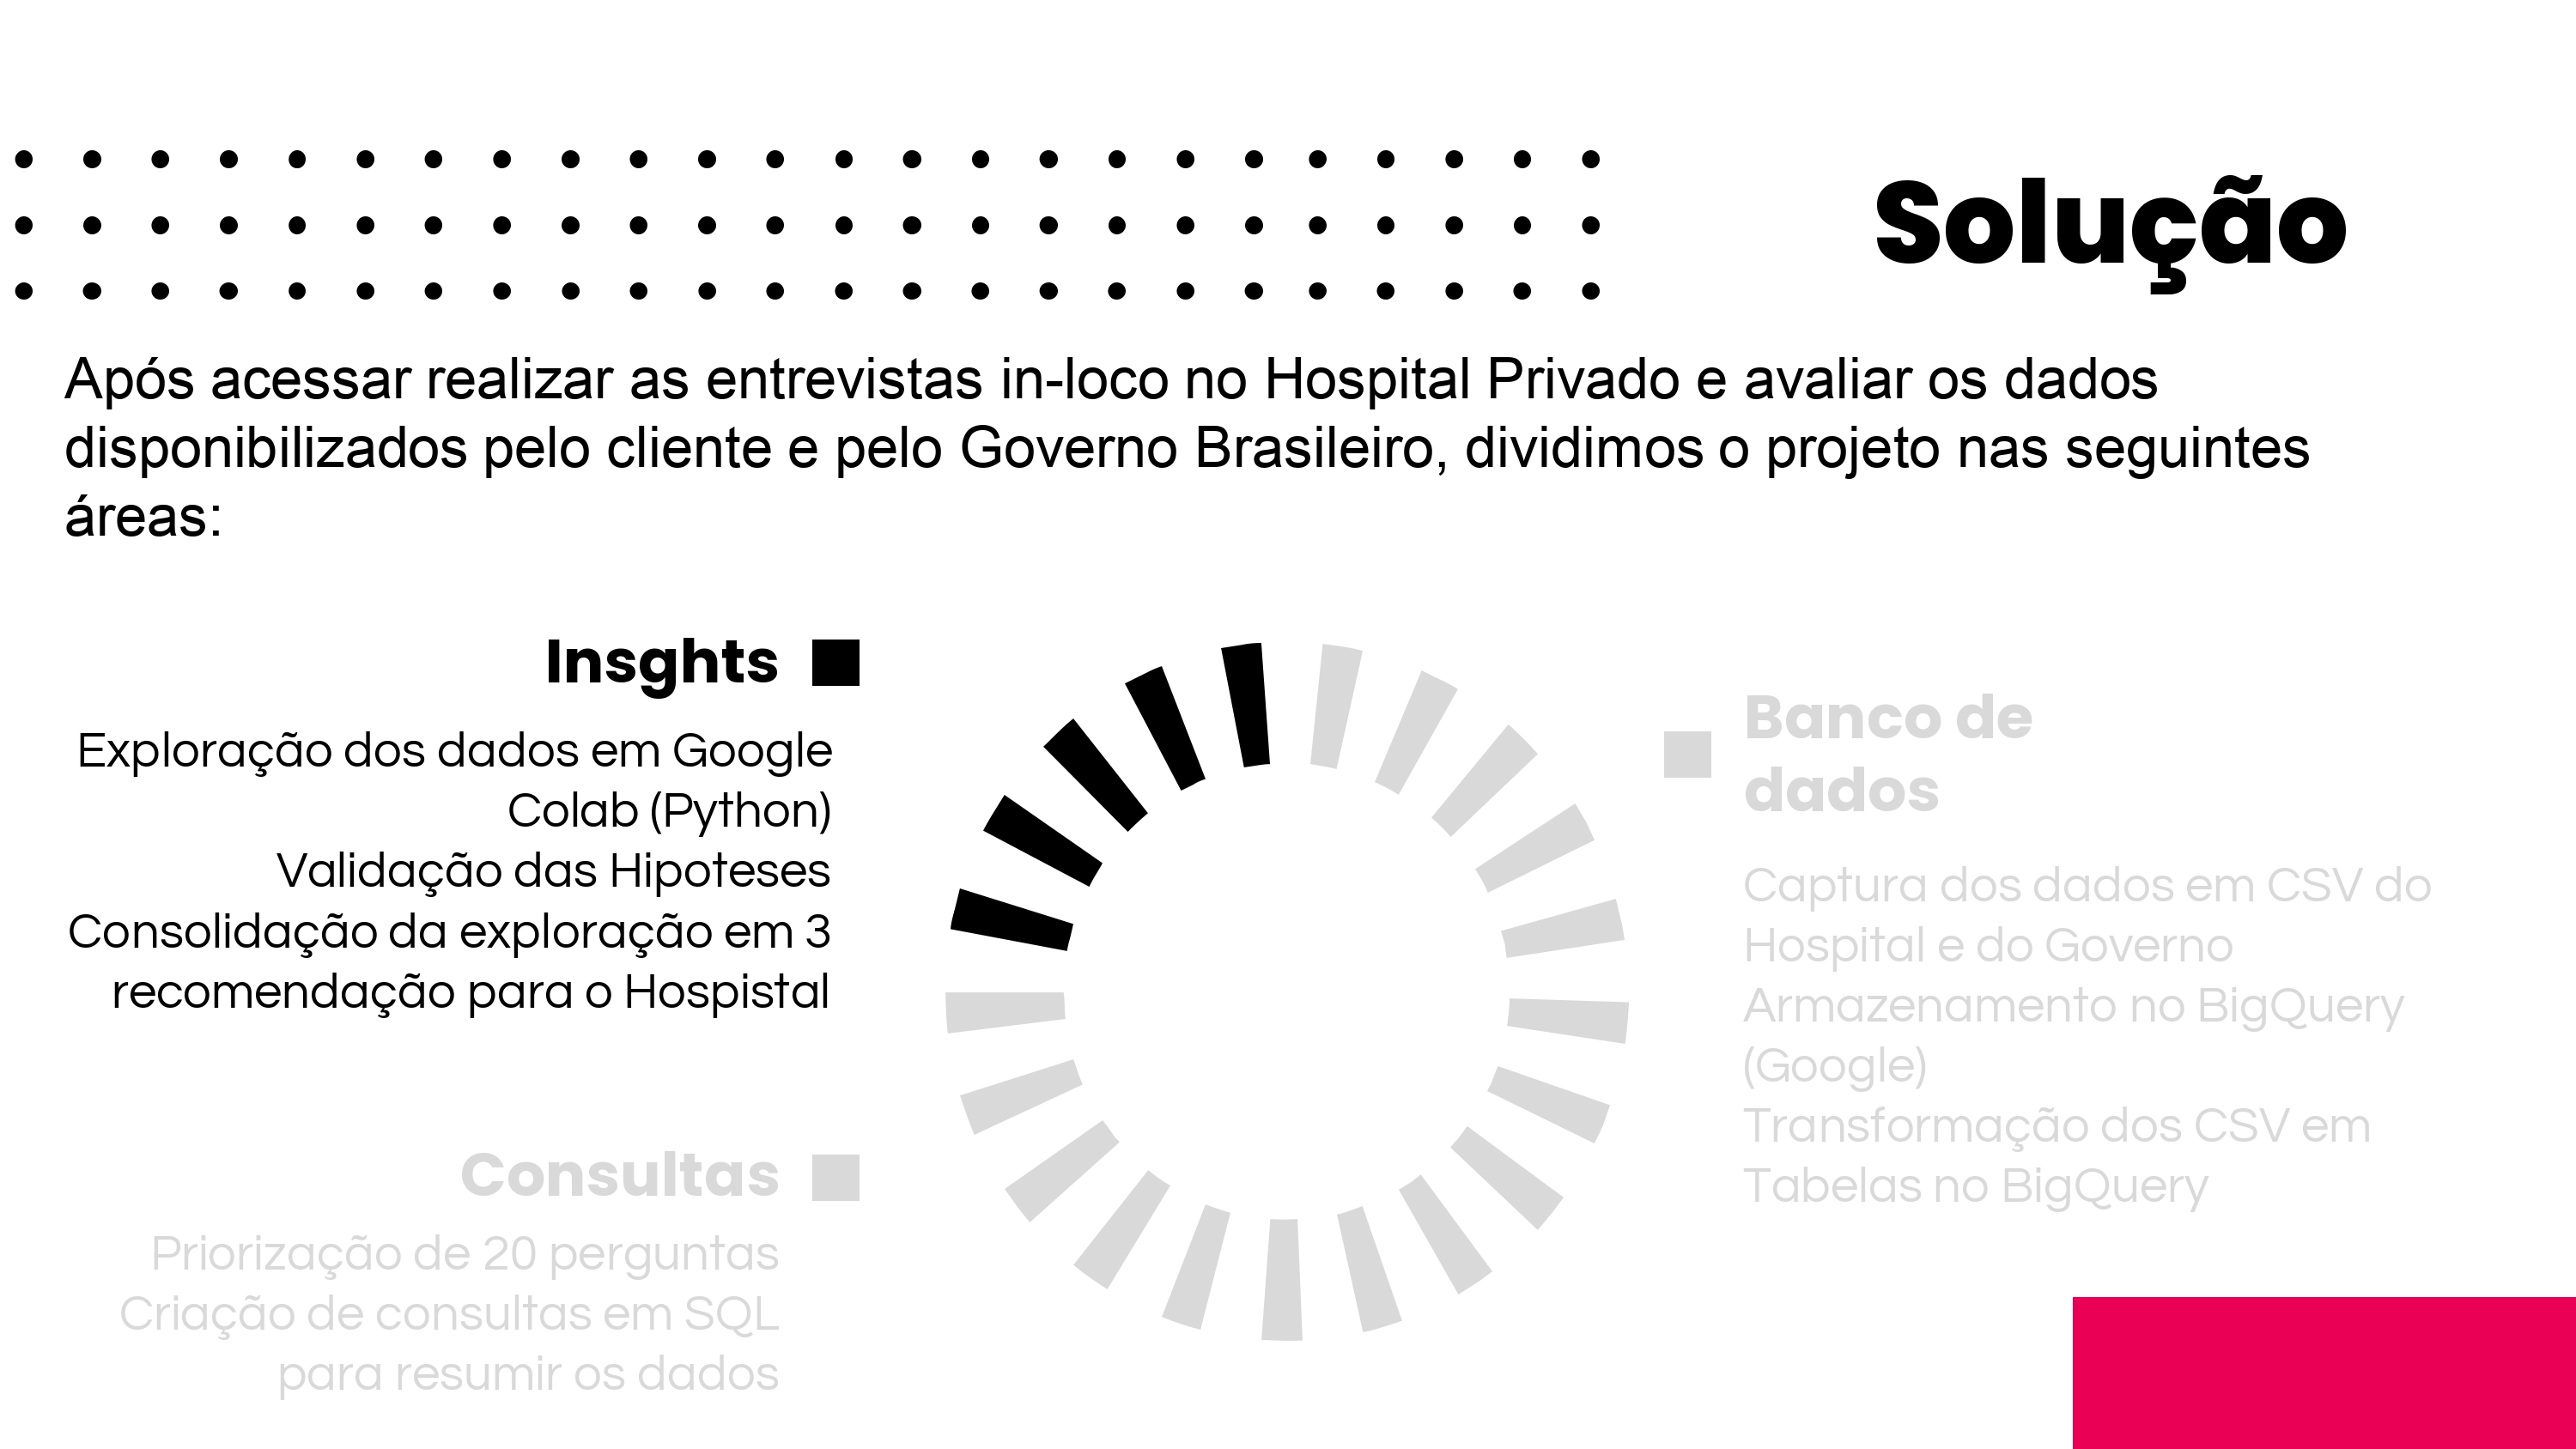 Solução
Após acessar realizar as entrevistas in-loco no Hospital Privado e avaliar os dados
disponibilizados pelo cliente e pelo Governo Brasileiro, dividimos o projeto nas seguintes
áreas:
Insghts
Exploração dos dados em Google
Colab (Python)
Validação das Hipoteses
Consolidação da exploração em 3
recomendação para o Hospistal
Consultas
Priorização de 20 perguntas
Criação de consultas em SQL
para resumir os dados
Banco de
dados
Captura dos dados em CSV do
Hospital e do Governo
Armazenamento no BigQuery
(Google)
Transformação dos CSV em
Tabelas no BigQuery